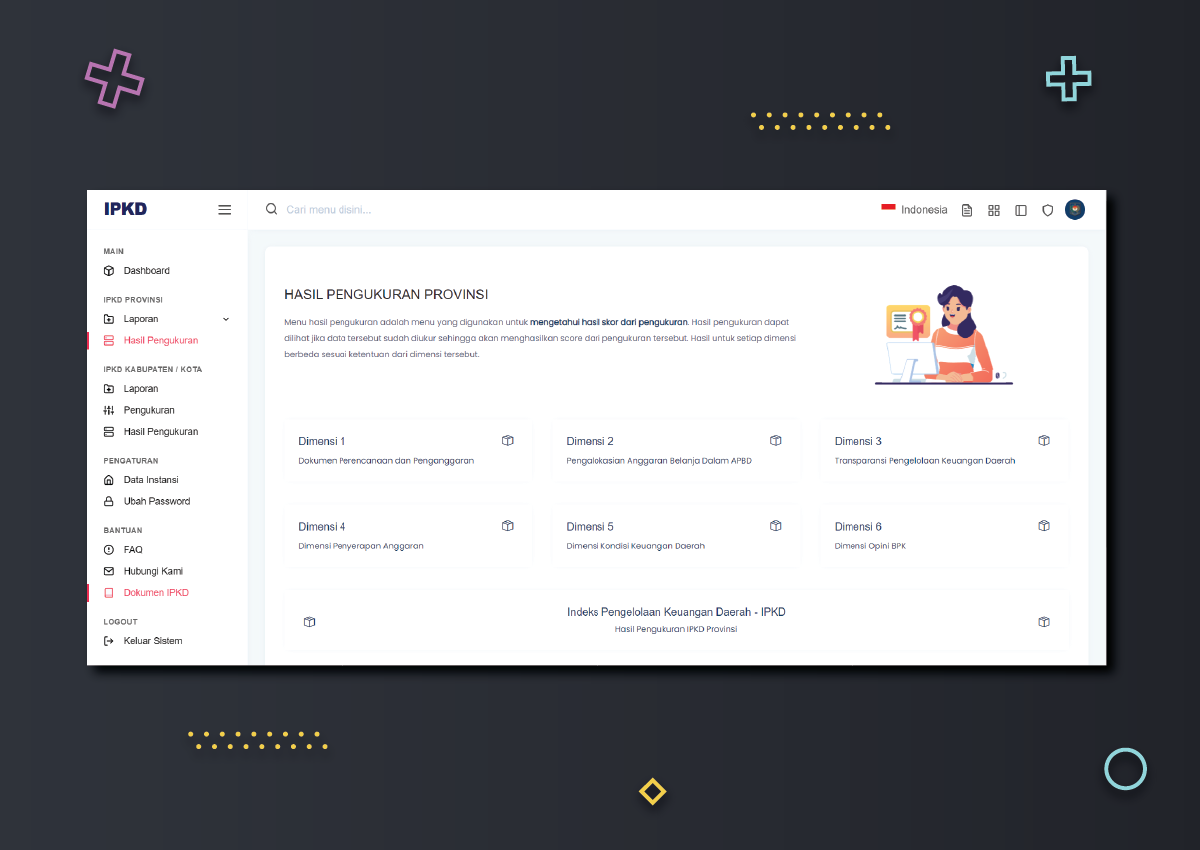 IPKD
Cari menu disini...
Indonesia
MAIN
Dashboard
IPKD PROVINSI
Laporan
Hasil Pengukuran
IPKD KABUPATEN / KOTA
Laporan
Pengukuran
Hasil Pengukuran
PENGATURAN
Data Instansi
Ubah Password
BANTUAN
FAQ
Hubungi Kami
Dokumen IPKD
LOGOUT
Keluar Sistem
HASIL PENGUKURAN PROVINSI
Menu hasil pengukuran adalah menu yang digunakan untuk mengetahui hasil skor dari pengukuran. Hasil pengukuran dapat
dilihat jika data tersebut sudah diukur sehingga akan menghasilkan score dari pengukuran tersebut. Hasil untuk setiap dimensi
berbeda sesuai ketentuan dari dimensi tersebut.
Dimensi 1
Dokumen Perencanaan dan Penganggaran
Dimensi 2
Pengalokasian Anggaran Belanja Dalam APBD
Dimensi 3
Transparansi Pengelolaan Keuangan Daerah
Dimensi 4
Dimensi Penyerapan Anggaran
Dimensi 5
Dimensi Kondisi Keuangan Daerah
Dimensi 6
Dimensi Opini BPK
Indeks Pengelolaan Keuangan Daerah - IPKD
Hasil Pengukuran IPKD Provinsi